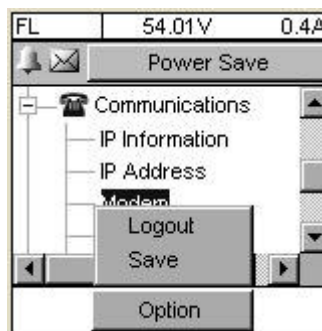 FL 54.01V 0.4A
Power Save
Communications
IP Information
IP Address
Modem
Logout
Save
Option